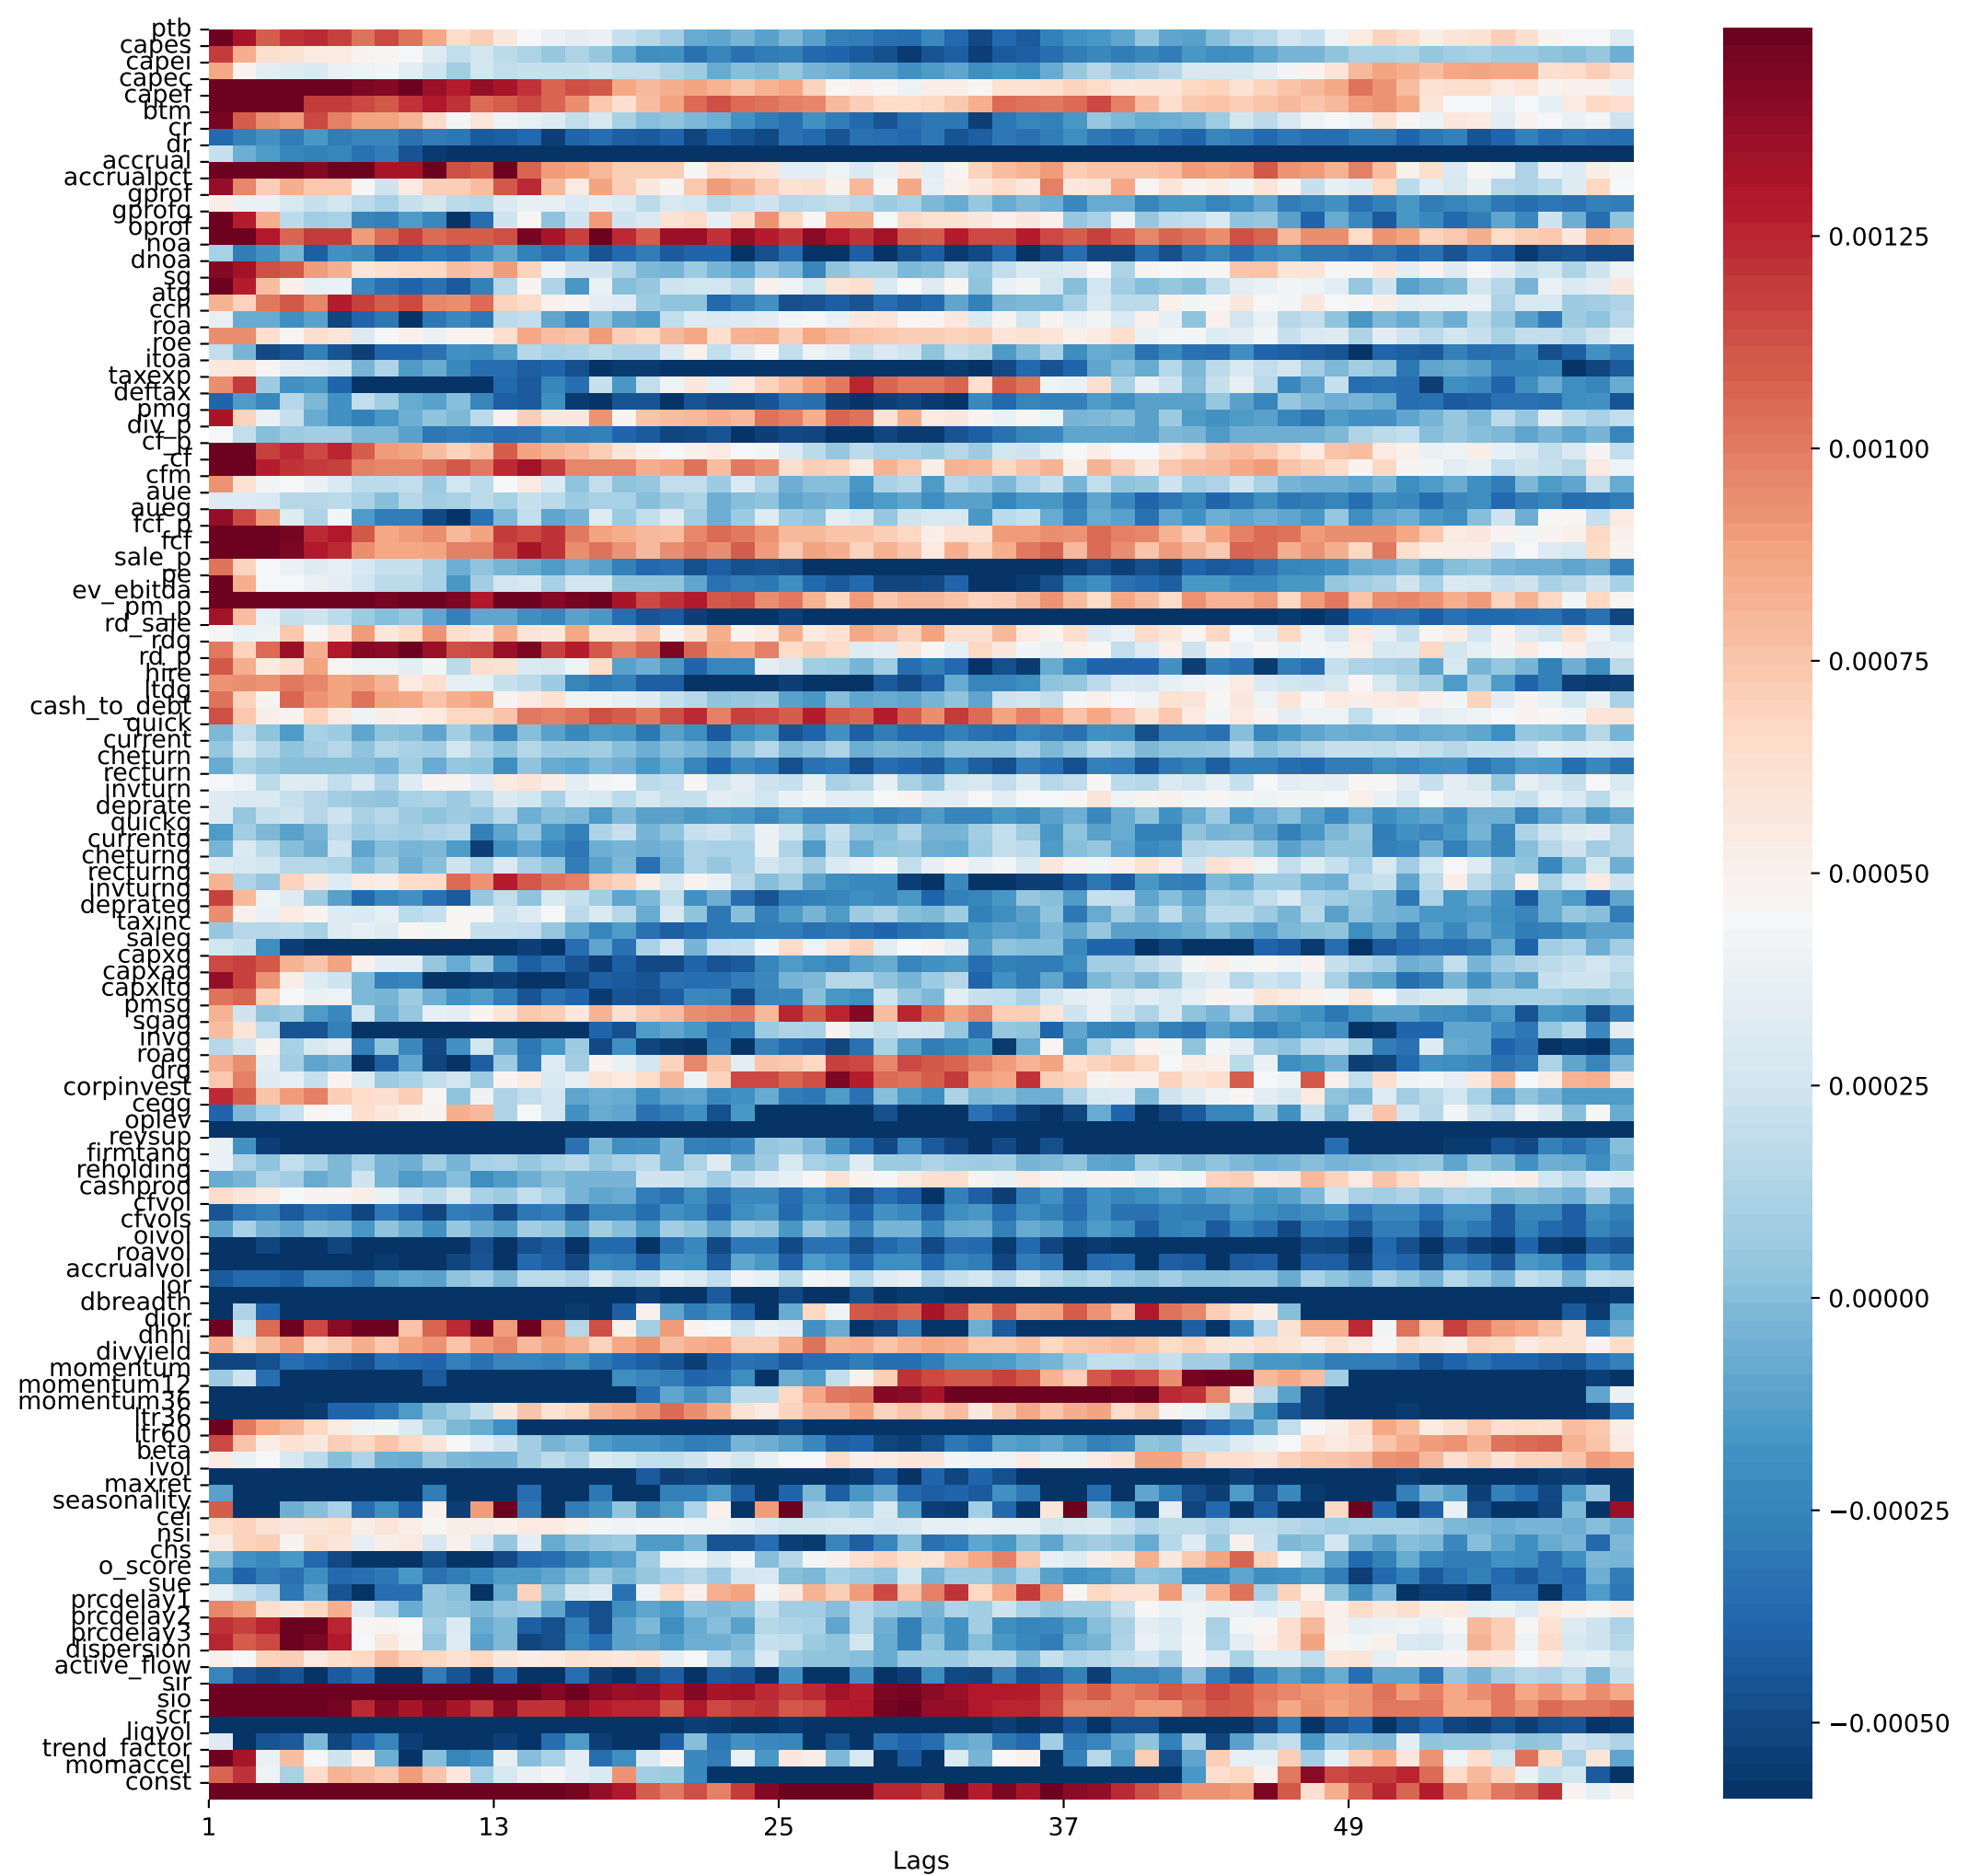 ptb
capes
capei
capec
capef
btm
cr
dr
accrual
accrualpct
gprof
gprofg
oprof
noa
dnoa
sg
atg
cch
roa
roe
itoa
taxexp
deftax
pmg
div_p
cf_p
cf
cfm
aue
aueg
fcf_p
fcf
sale_p
pe
ev_ebitda
pm_p
rd_sale
rdg
rd_p
hire
ltdg
cash_to_debt
quick
current
cheturn
recturn
invturn
deprate
quickg
currentg
cheturng
recturng
invturng
deprateg
taxinc
saleg
capxg
capxag
capxltg
pmsg
sgag
invg
roag
drg
corpinvest
ceqg
oplev
revsup
firmtang
reholding
cashprod
cfvol
cfvols
oivol
roavol
accrualvol
ior
dbreadth
dior
dhhi
divyield
momentum
momentum12
momentum36
ltr36
ltr60
beta
ivol
maxret
seasonality
cei
nsi
chs
o_score
sue
prcdelay1
prcdelay2
prcdelay3
dispersion
active_flow
sir
sio
scr
liqvol
trend_factor
momaccel
const
1 13 25 37 49
Lags
0.00125
0.00100
0.00075
0.00050
0.00025
0.00000
−0.00025
−0.00050